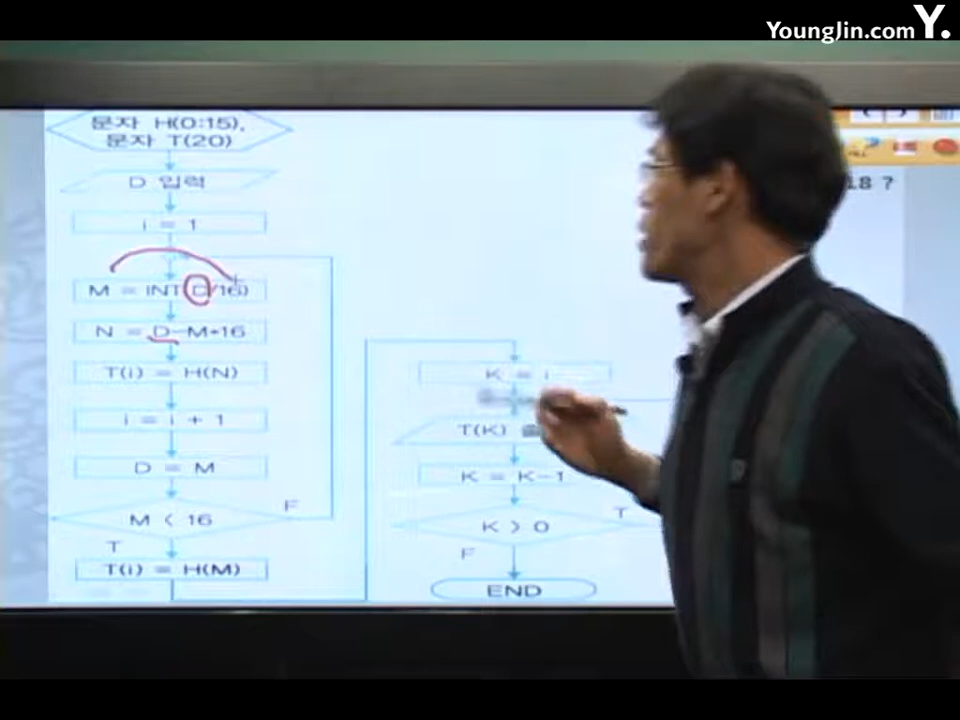 YoungJin.com Y.
문자 H(0:15),
문자 T(20)
D 입력
i = 1
M = INT(D/16)
N = D-M*16
T(i) = H(N)
i = i + 1
D = M
M < 16
F
T
T(i) = H(M)
K = i
T(K)
K = K-1
K > 0
T
F
END
18 ?